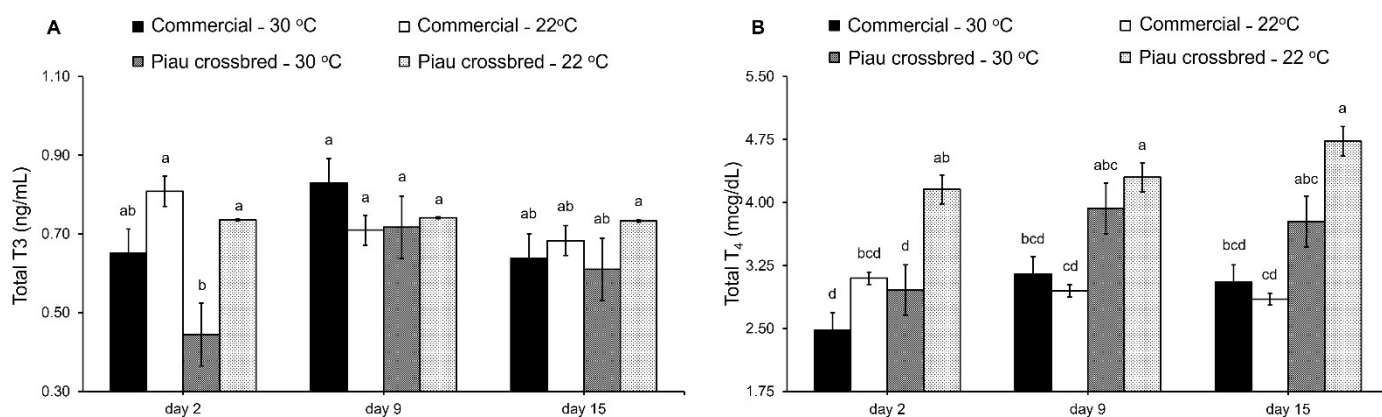 A
Commercial - 30 °C
Commercial - 22°C
Piau crossbred - 30 °C
Piau crossbred - 22 °C
Total T3 (ng/mL)
1.10
0.90
0.70
0.50
0.30
ab
a
b
a
a
a
a
a
ab
ab
ab
a
day 2
day 9
day 15
B
Commercial - 30 °C
Commercial - 22°C
Piau crossbred - 30 °C
Piau crossbred - 22 °C
Total T4 (mcg/dL)
5.50
4.75
4.00
3.25
2.50
1.75
d
bcd
d
ab
bcd
cd
abc
a
bcd
cd
abc
a
day 2
day 9
day 15